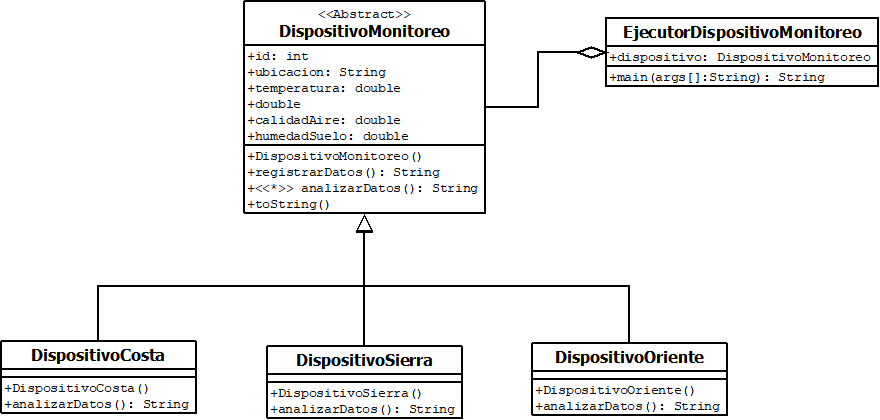 <<Abstract>>
DispositivoMonitoreo
+id: int
+ubicacion: String
+temperatura: double
+double
+calidadAire: double
+humedadSuelo: double
+DispositivoMonitoreo()
+registrarDatos(): String
+<<*>> analizarDatos(): String
+toString()
EjecutorDispositivoMonitoreo
+dispositivo: DispositivoMonitoreo
+main(args[]:String): String
DispositivoCosta
+DispositivoCosta()
+analizarDatos(): String
DispositivoSierra
+DispositivoSierra()
+analizarDatos(): String
DispositivoOriente
+DispositivoOriente()
+analizarDatos(): String